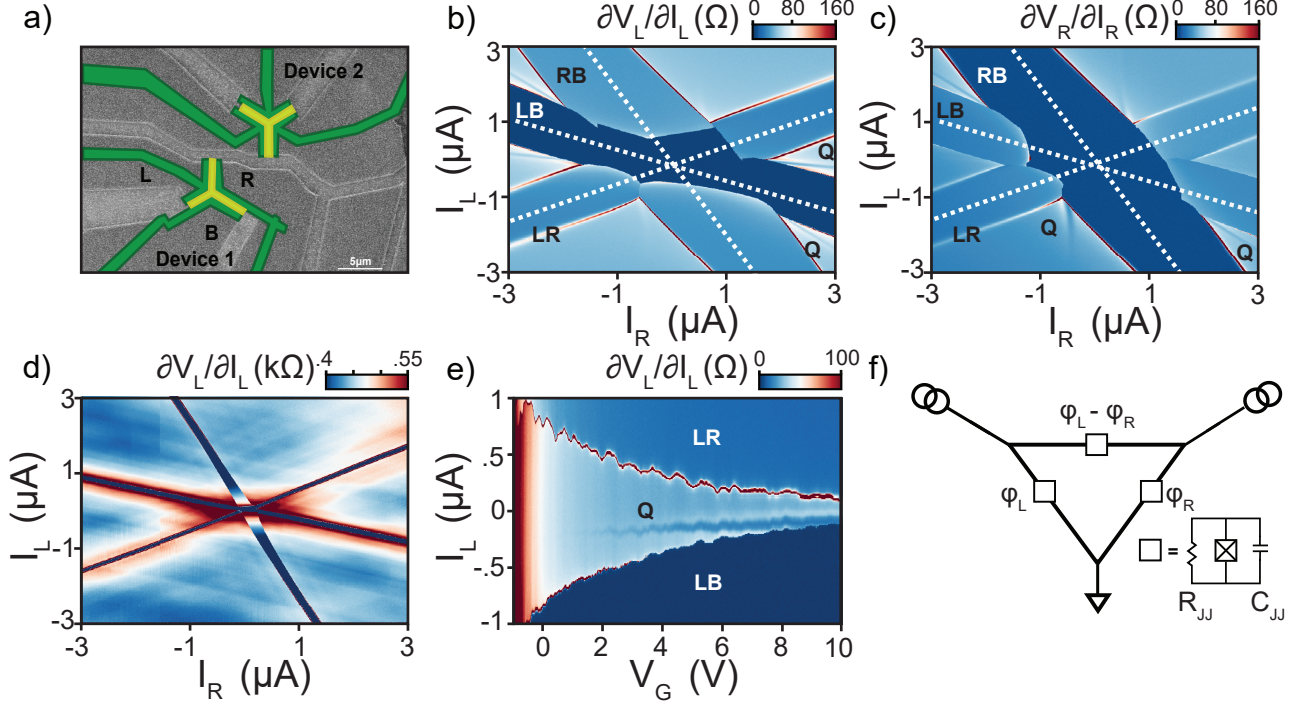 a)
Device 2
L
R
B
Device 1
5µm
b)
∂V_L/∂I_L (Ω)
0 80 160
3
1
-1
-3
I_L (µA)
RB
LB
LR
Q
Q
-3 -1 1 3
I_R (µA)
c)
∂V_R/∂I_R (Ω)
0 80 160
3
1
-1
-3
I_L (µA)
RB
LB
LR
Q
Q
-3 -1 1 3
I_R (µA)
d)
∂V_L/∂I_L (kΩ)
.4 .55
3
1
-1
-3
I_L (µA)
-3 -1 1 3
I_R (µA)
e)
∂V_L/∂I_L (Ω)
0 100
1
.5
0
-.5
-1
I_L (µA)
LR
Q
LB
0 2 4 6 8 10
V_G (V)
f)
φ_L - φ_R
φ_L
φ_R
=
R_JJ
C_JJ